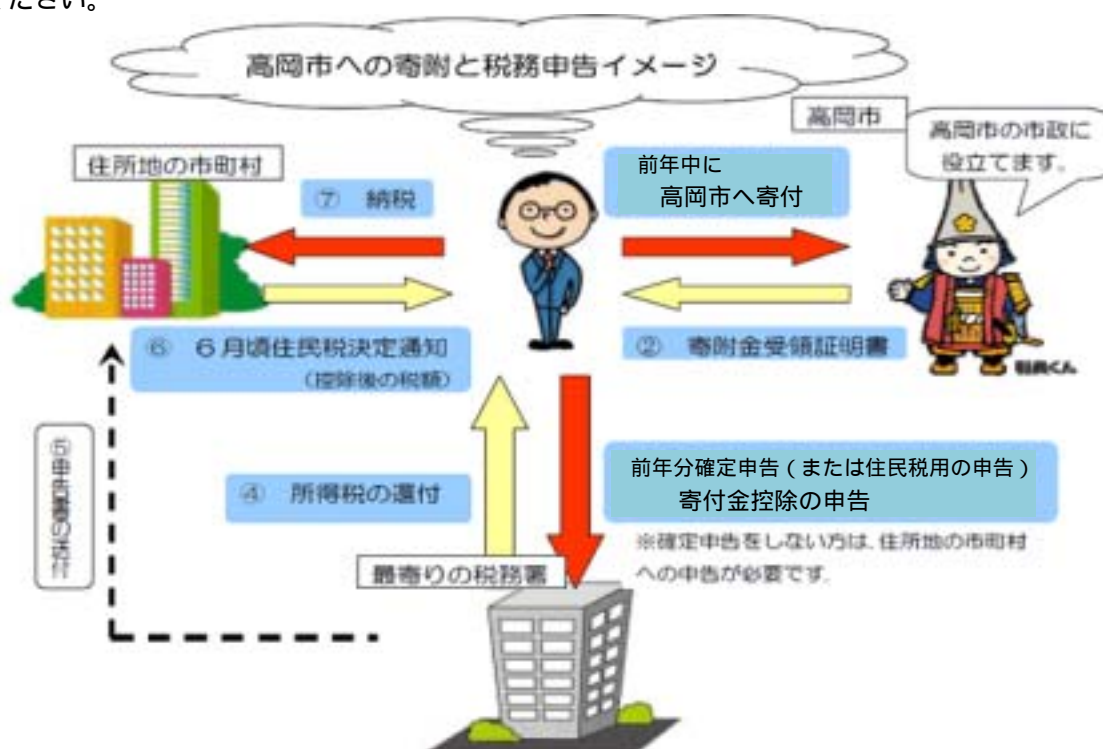 ださい。
高岡市への寄附と税務申告イメージ
高岡市
高岡市の市政に
役立てます。
住所地の市町村
⑦ 納税
前年中に
高岡市へ寄付
⑥ 6月頃住民税決定通知
(控除後の税額)
② 寄附金受領証明書
⑤申告書の
④ 所得税の還付
前年分確定申告(または住民税用の申告)
寄付金控除の申告
※確定申告をしない方は、住所地の市町村
への申告が必要です。
最寄りの税務署